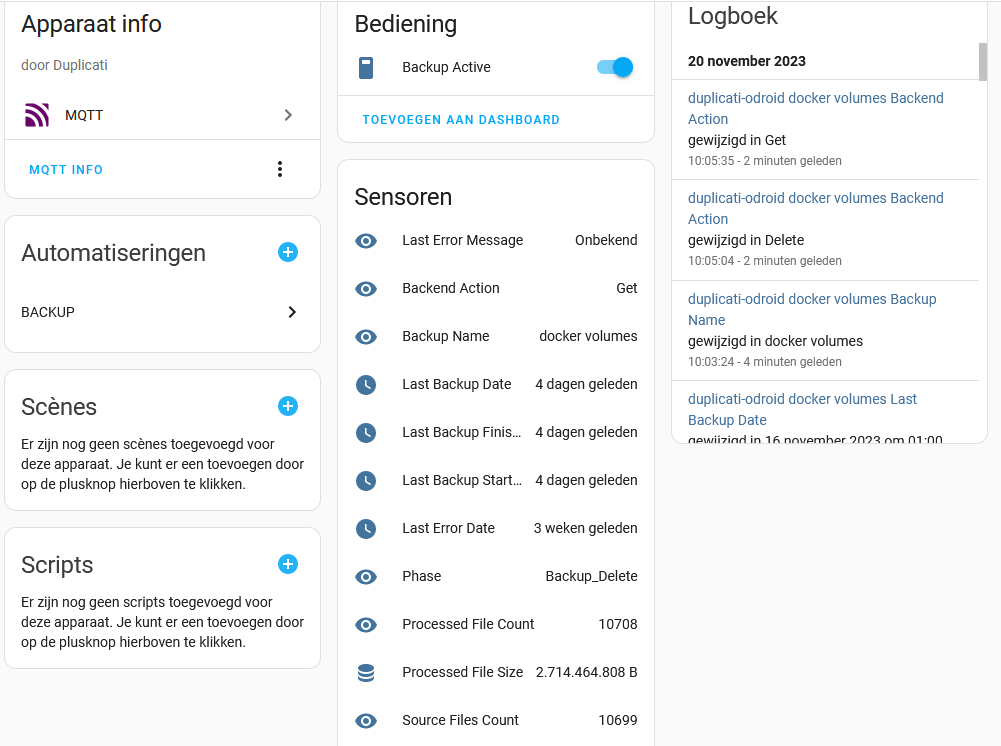 Apparaat info
door Duplicati
MQTT
MQTT INFO
Automatiseringen
BACKUP
Scènes
Er zijn nog geen scènes toegevoegd voor
deze apparaat. Je kunt er een toevoegen door
op de plusknop hierboven te klikken.
Scripts
Er zijn nog geen scripts toegevoegd voor
deze apparaat. Je kunt er een toevoegen door
op de plusknop hierboven te klikken.
Bediening
Backup Active
TOEVOEGEN AAN DASHBOARD
Sensoren
Last Error Message Onbekend
Backend Action Get
Backup Name docker volumes
Last Backup Date 4 dagen geleden
Last Backup Finis... 4 dagen geleden
Last Backup Start... 4 dagen geleden
Last Error Date 3 weken geleden
Phase Backup_Delete
Processed File Count 10708
Processed File Size 2.714.464.808 B
Source Files Count 10699
Logboek
20 november 2023
duplicati-odroid docker volumes Backend
Action
gewijzigd in Get
10:05:35 - 2 minuten geleden
duplicati-odroid docker volumes Backend
Action
gewijzigd in Delete
10:05:04 - 2 minuten geleden
duplicati-odroid docker volumes Backup
Name
gewijzigd in docker volumes
10:03:24 - 4 minuten geleden
duplicati-odroid docker volumes Last
Backup Date
gewijzigd in 16 november 2023 om 01:00